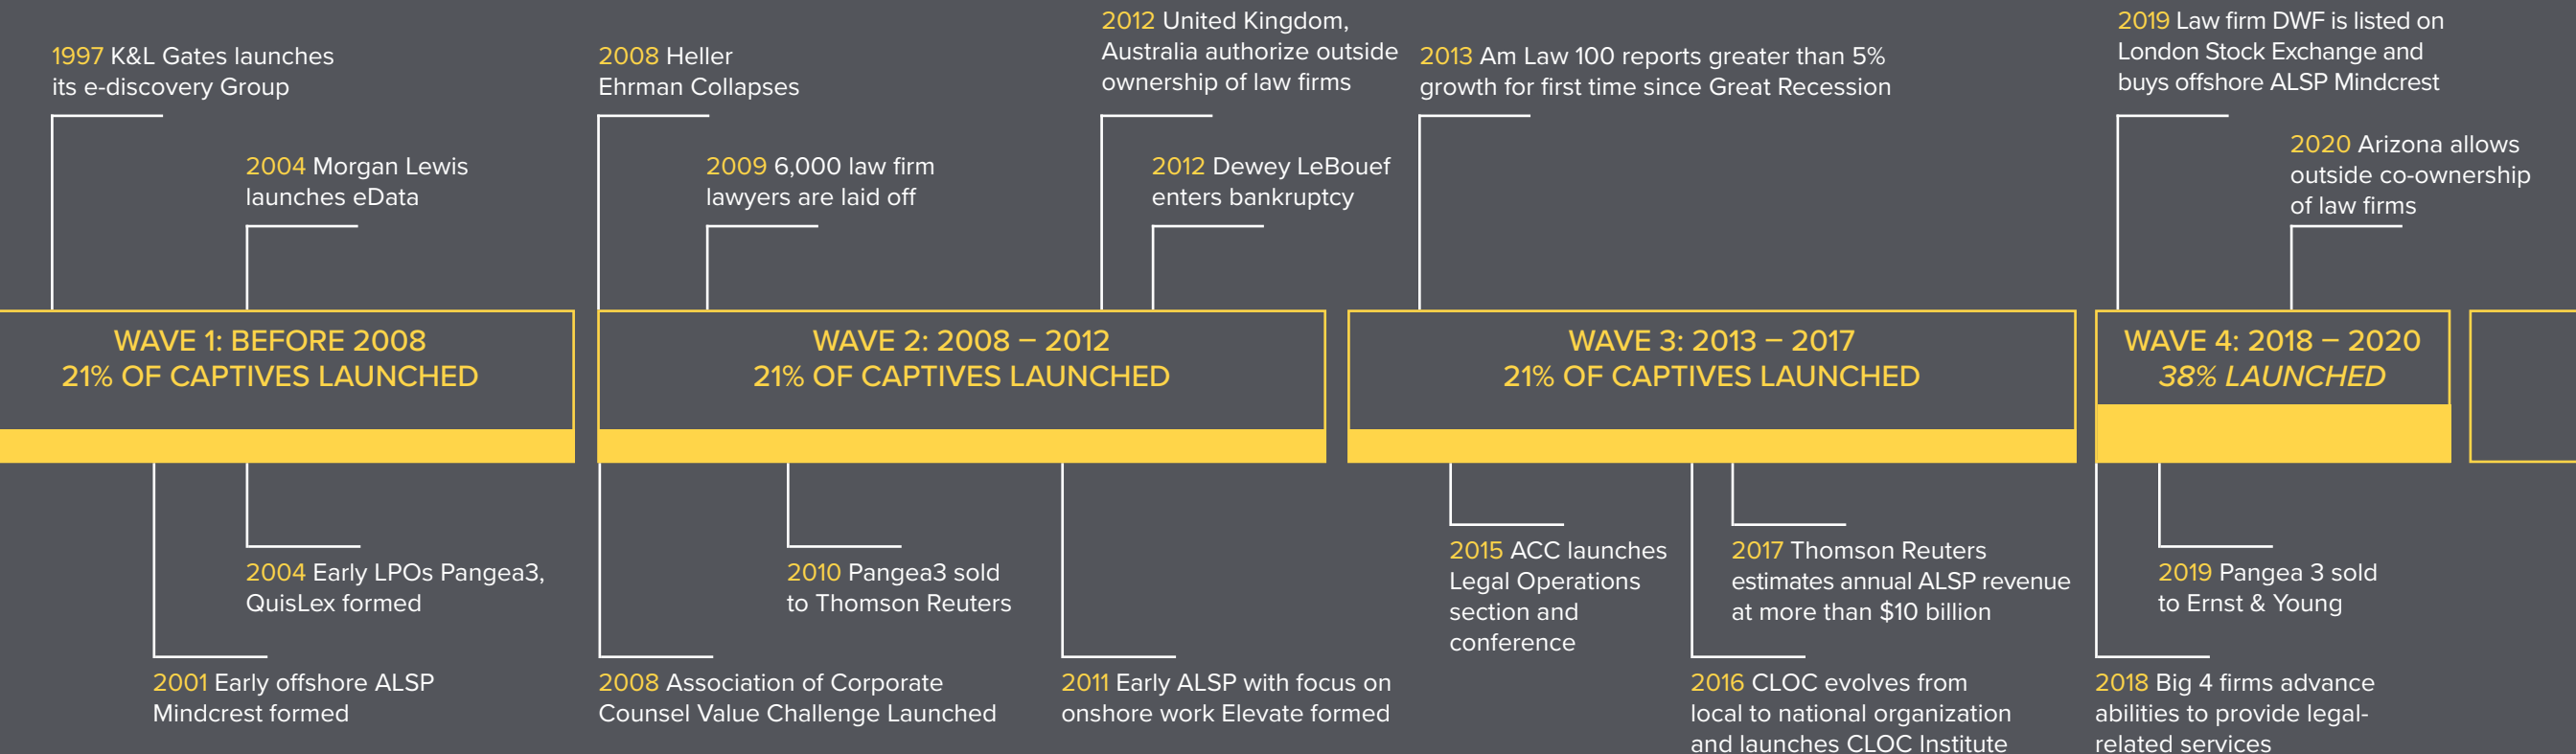 1997 K&L Gates launches
its e-discovery Group
2004 Morgan Lewis
launches eData
2008 Heller
Ehrman Collapses
2009 6,000 law firm
lawyers are laid off
2012 United Kingdom,
Australia authorize outside
ownership of law firms
2012 Dewey LeBouef
enters bankruptcy
2013 Am Law 100 reports greater than 5%
growth for first time since Great Recession
2019 Law firm DWF is listed on
London Stock Exchange and
buys offshore ALSP Mindcrest
2020 Arizona allows
outside co-ownership
of law firms
WAVE 1: BEFORE 2008
21% OF CAPTIVES LAUNCHED
WAVE 2: 2008 – 2012
21% OF CAPTIVES LAUNCHED
WAVE 3: 2013 – 2017
21% OF CAPTIVES LAUNCHED
WAVE 4: 2018 – 2020
38% LAUNCHED
2001 Early offshore ALSP
Mindcrest formed
2004 Early LPOs Pangea3,
QuisLex formed
2008 Association of Corporate
Counsel Value Challenge Launched
2010 Pangea3 sold
to Thomson Reuters
2011 Early ALSP with focus on
onshore work Elevate formed
2015 ACC launches
Legal Operations
section and
conference
2016 CLOC evolves from
local to national organization
and launches CLOC Institute
2017 Thomson Reuters
estimates annual ALSP revenue
at more than $10 billion
2018 Big 4 firms advance
abilities to provide legal-
related services
2019 Pangea 3 sold
to Ernst & Young